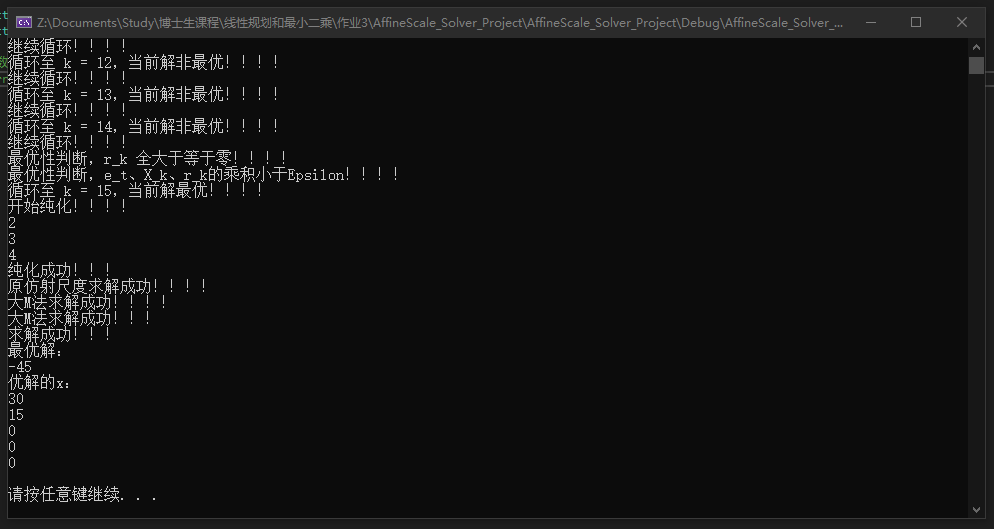 Z:\Documents\Study\博士生课程\线性规划和最小二乘\作业3\AffineScale_Solver_Project\AffineScale_Solver_Project\Debug\AffineScale_Solver_...
继续循环！！！！
循环至 k = 12，当前解非最优！！！！
继续循环！！！！
循环至 k = 13，当前解非最优！！！！
继续循环！！！！
循环至 k = 14，当前解非最优！！！！
继续循环！！！！
最优性判断，r_k 全大于等于零！！！！
最优性判断，e_t、X_k、r_k的乘积小于Epsilon！！！！
循环至 k = 15，当前解最优！！！！
开始纯化！！！！
2
3
4
纯化成功！！！
原仿射尺度求解成功！！！！
大M法求解成功！！！！
大M法求解成功！！！
求解成功！！！
最优解：
-45
优解的x：
30
15
0
0
0
请按任意键继续. . .